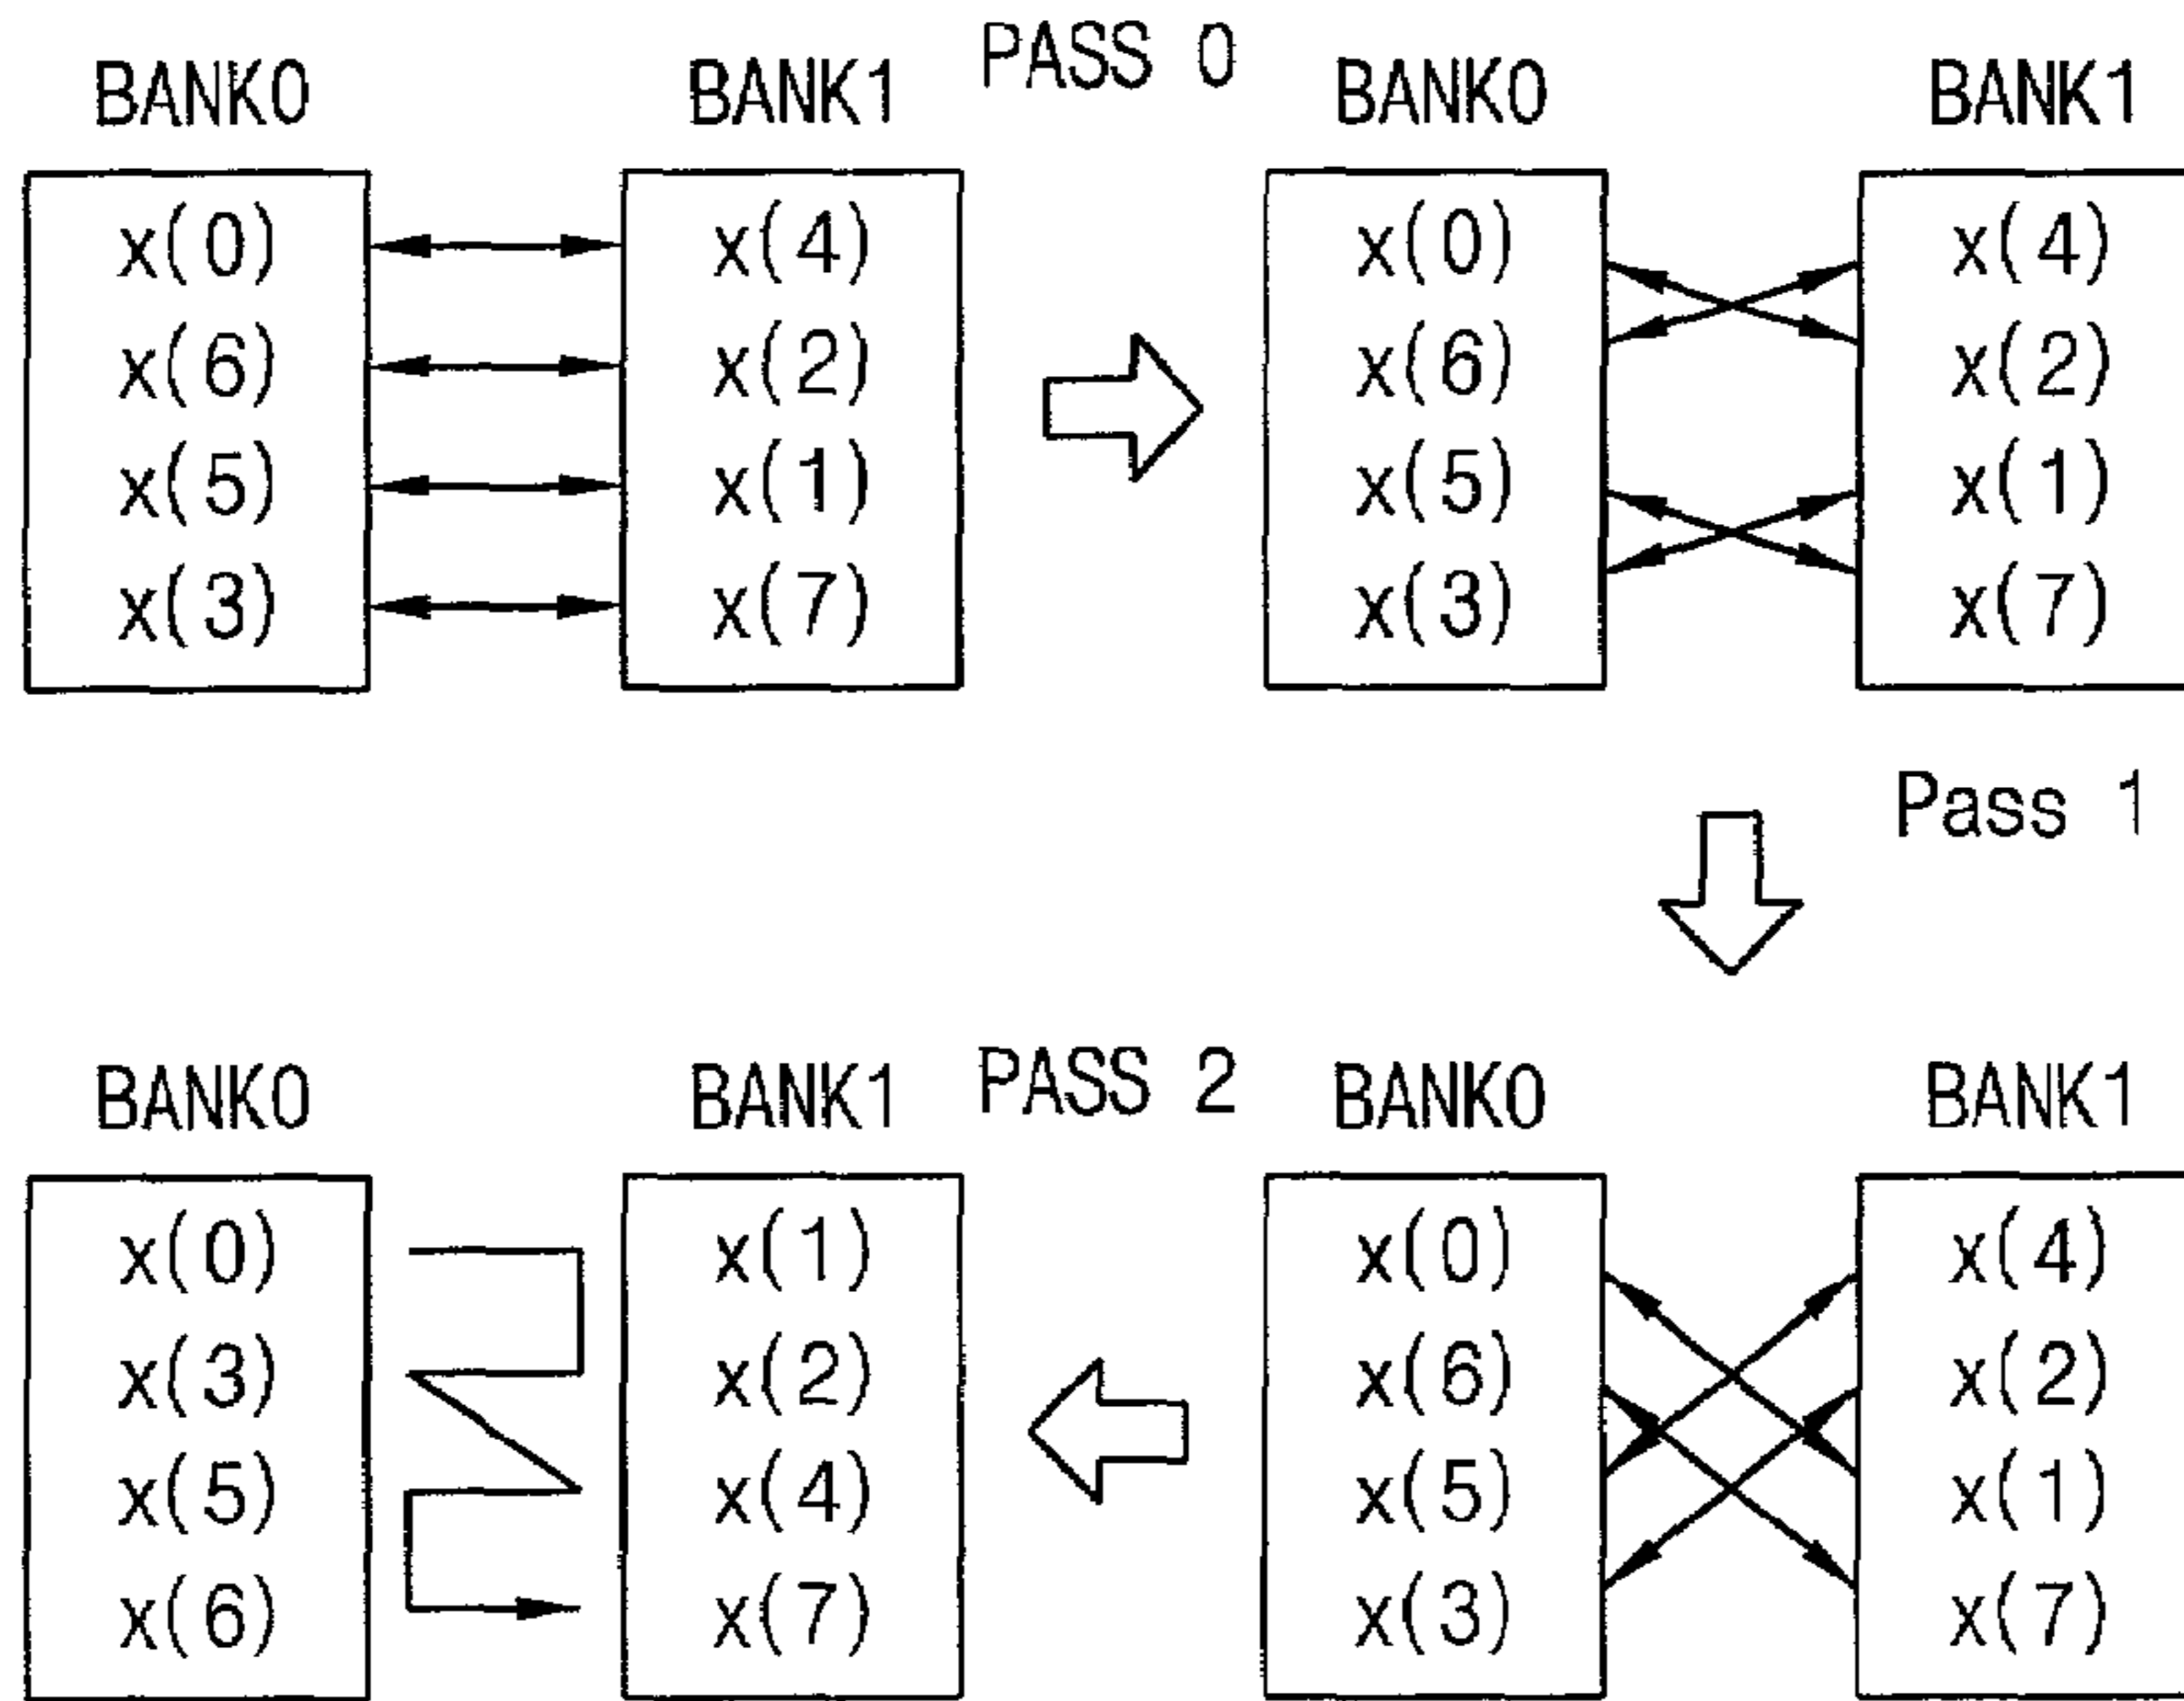 PASS 0
BANK0 BANK1 BANK0 BANK1
x(0) x(4) x(0) x(4)
x(6) x(2) x(6) x(2)
x(5) x(1) x(5) x(1)
x(3) x(7) x(3) x(7)
Pass 1
PASS 2
BANK0 BANK1 BANK0 BANK1
x(0) x(1) x(0) x(4)
x(3) x(2) x(6) x(2)
x(5) x(4) x(5) x(1)
x(6) x(7) x(3) x(7)